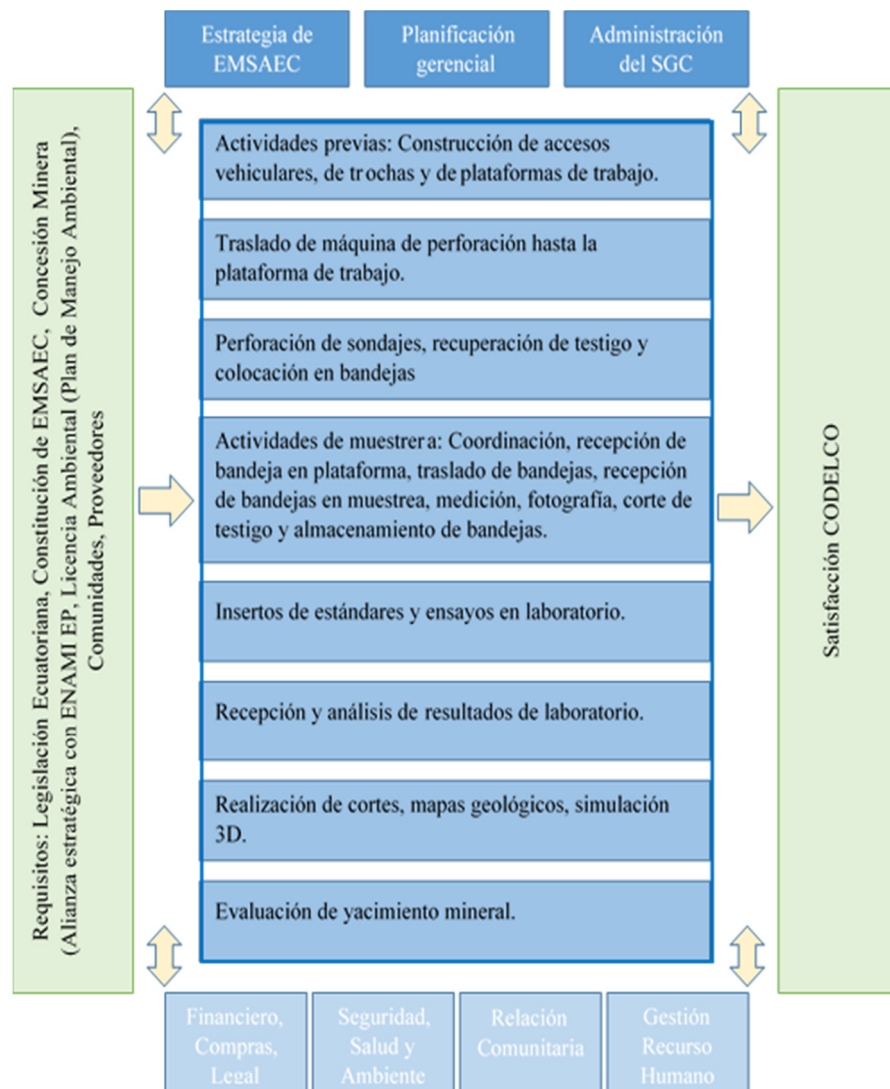 Estrategia de
EMSAEC
Planificación
gerencial
Administración
del SGC
Requisitos: Legislación Ecuatoriana, Constitución de EMSAEC, Concesión Minera
(Alianza estratégica con ENAMI EP, Licencia Ambiental (Plan de Manejo Ambiental),
Comunidades, Proveedores
Actividades previas: Construcción de accesos
vehiculares, de trochas y de plataformas de trabajo.
Traslado de máquina de perforación hasta la
plataforma de trabajo.
Perforación de sondajes, recuperación de testigo y
colocación en bandejas
Actividades de muestrera: Coordinación, recepción de
bandeja en plataforma, traslado de bandejas, recepción
de bandejas en muestrea, medición, fotografía, corte de
testigo y almacenamiento de bandejas.
Insertos de estándares y ensayos en laboratorio.
Recepción y análisis de resultados de laboratorio.
Realización de cortes, mapas geológicos, simulación
3D.
Evaluación de yacimiento mineral.
Satisfacción CODELCO
Financiero,
Compras,
Legal
Seguridad,
Salud y
Ambiente
Relación
Comunitaria
Gestión
Recurso
Humano